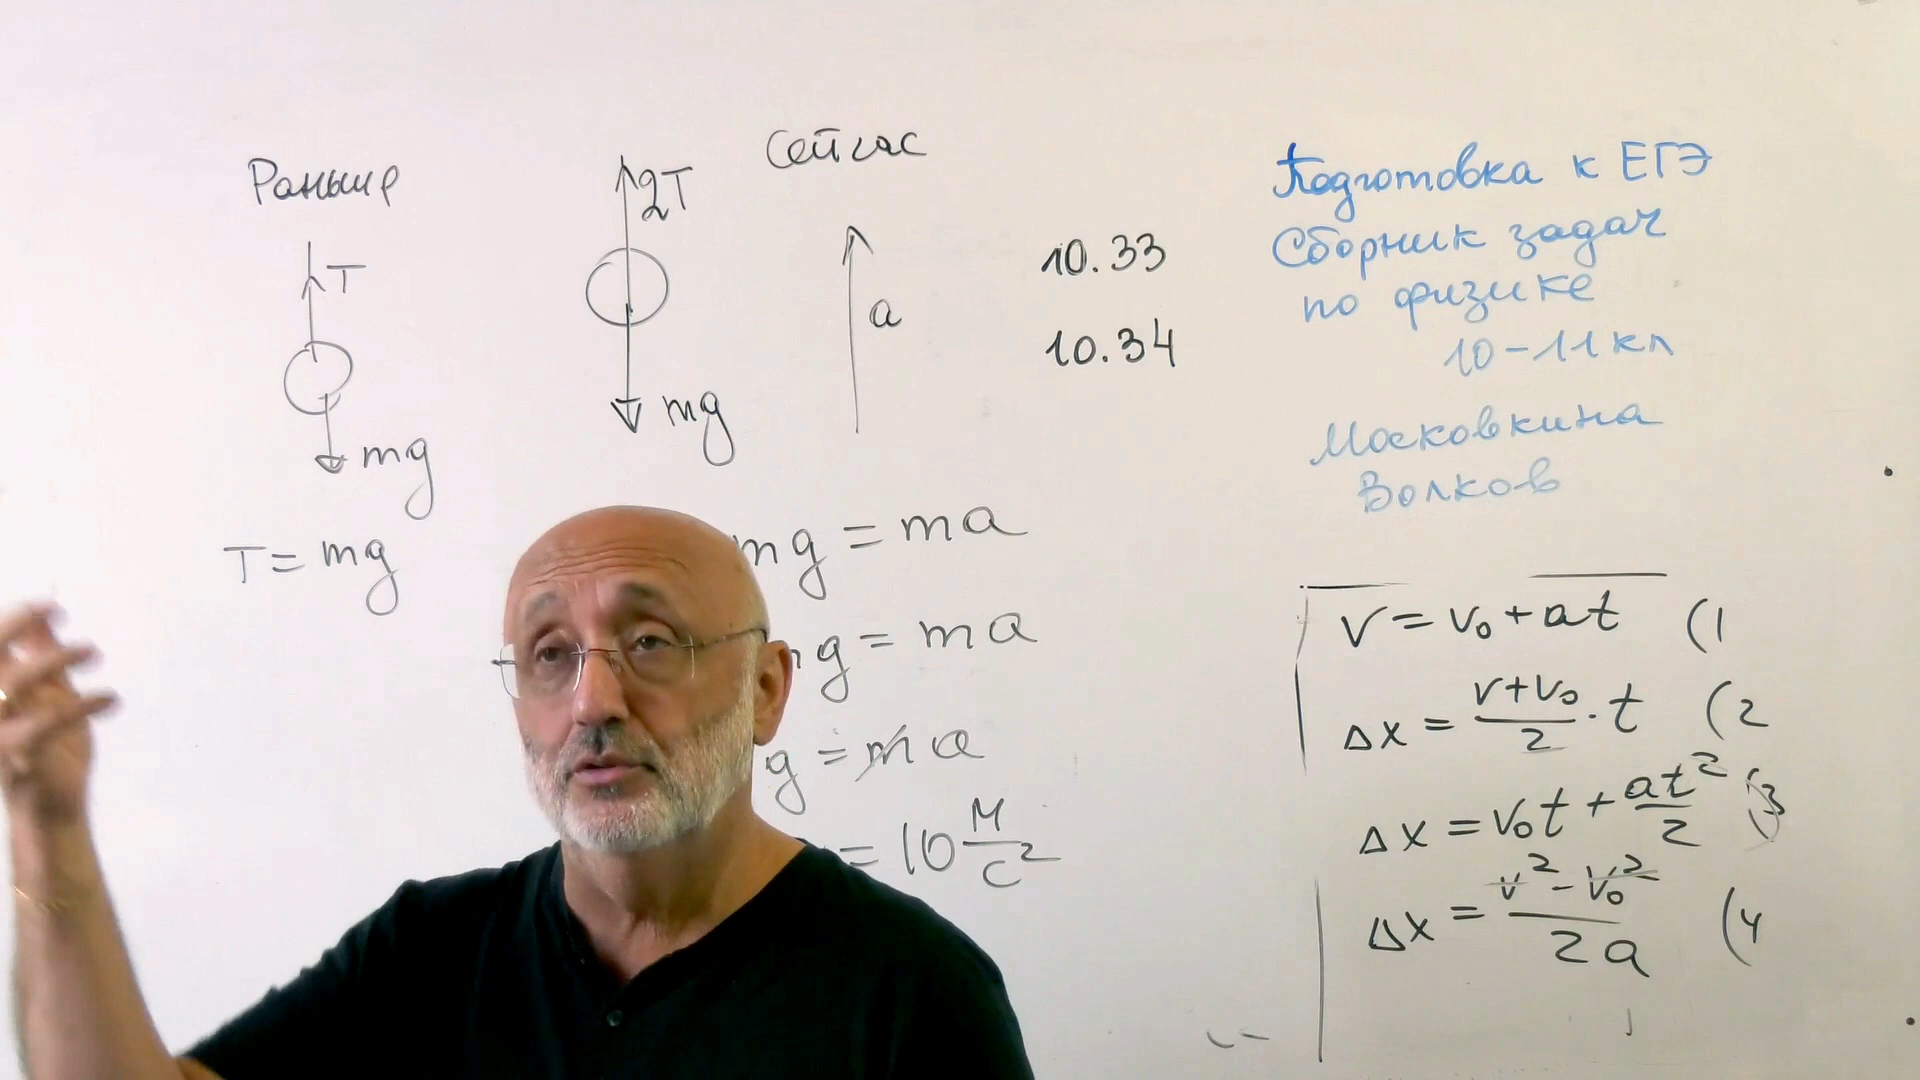 Раньше
T
mg
T = mg
2T
mg
Сейчас
a
mg = ma
g = ma
g = ma
= 10 м/с²
10.33
10.34
Подготовка к ЕГЭ
Сборник задач
по физике
10-11 кл
Московкина
Волков
v = v₀ + at (1
Δx = (v+v₀)/2 · t (2
Δx = v₀t + at²/2 (3
Δx = (v² - v₀²)/2a (4